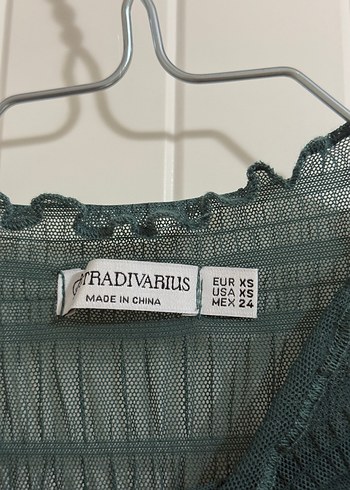 STRADIVARIUS
MADE IN CHINA
EUR XS
USA XS
MEX 24